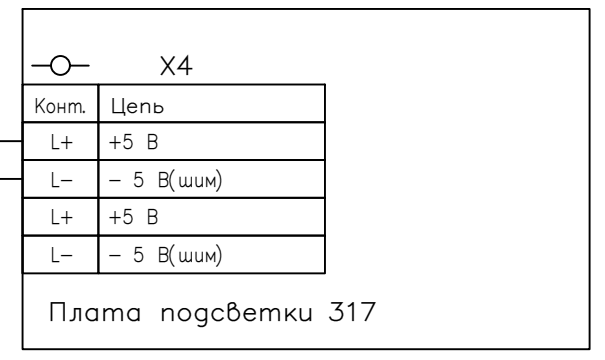 X4
Конт. Цепь
L+ +5 В
L– – 5 В(шим)
L+ +5 В
L– – 5 В(шим)
Плата подсветки 317